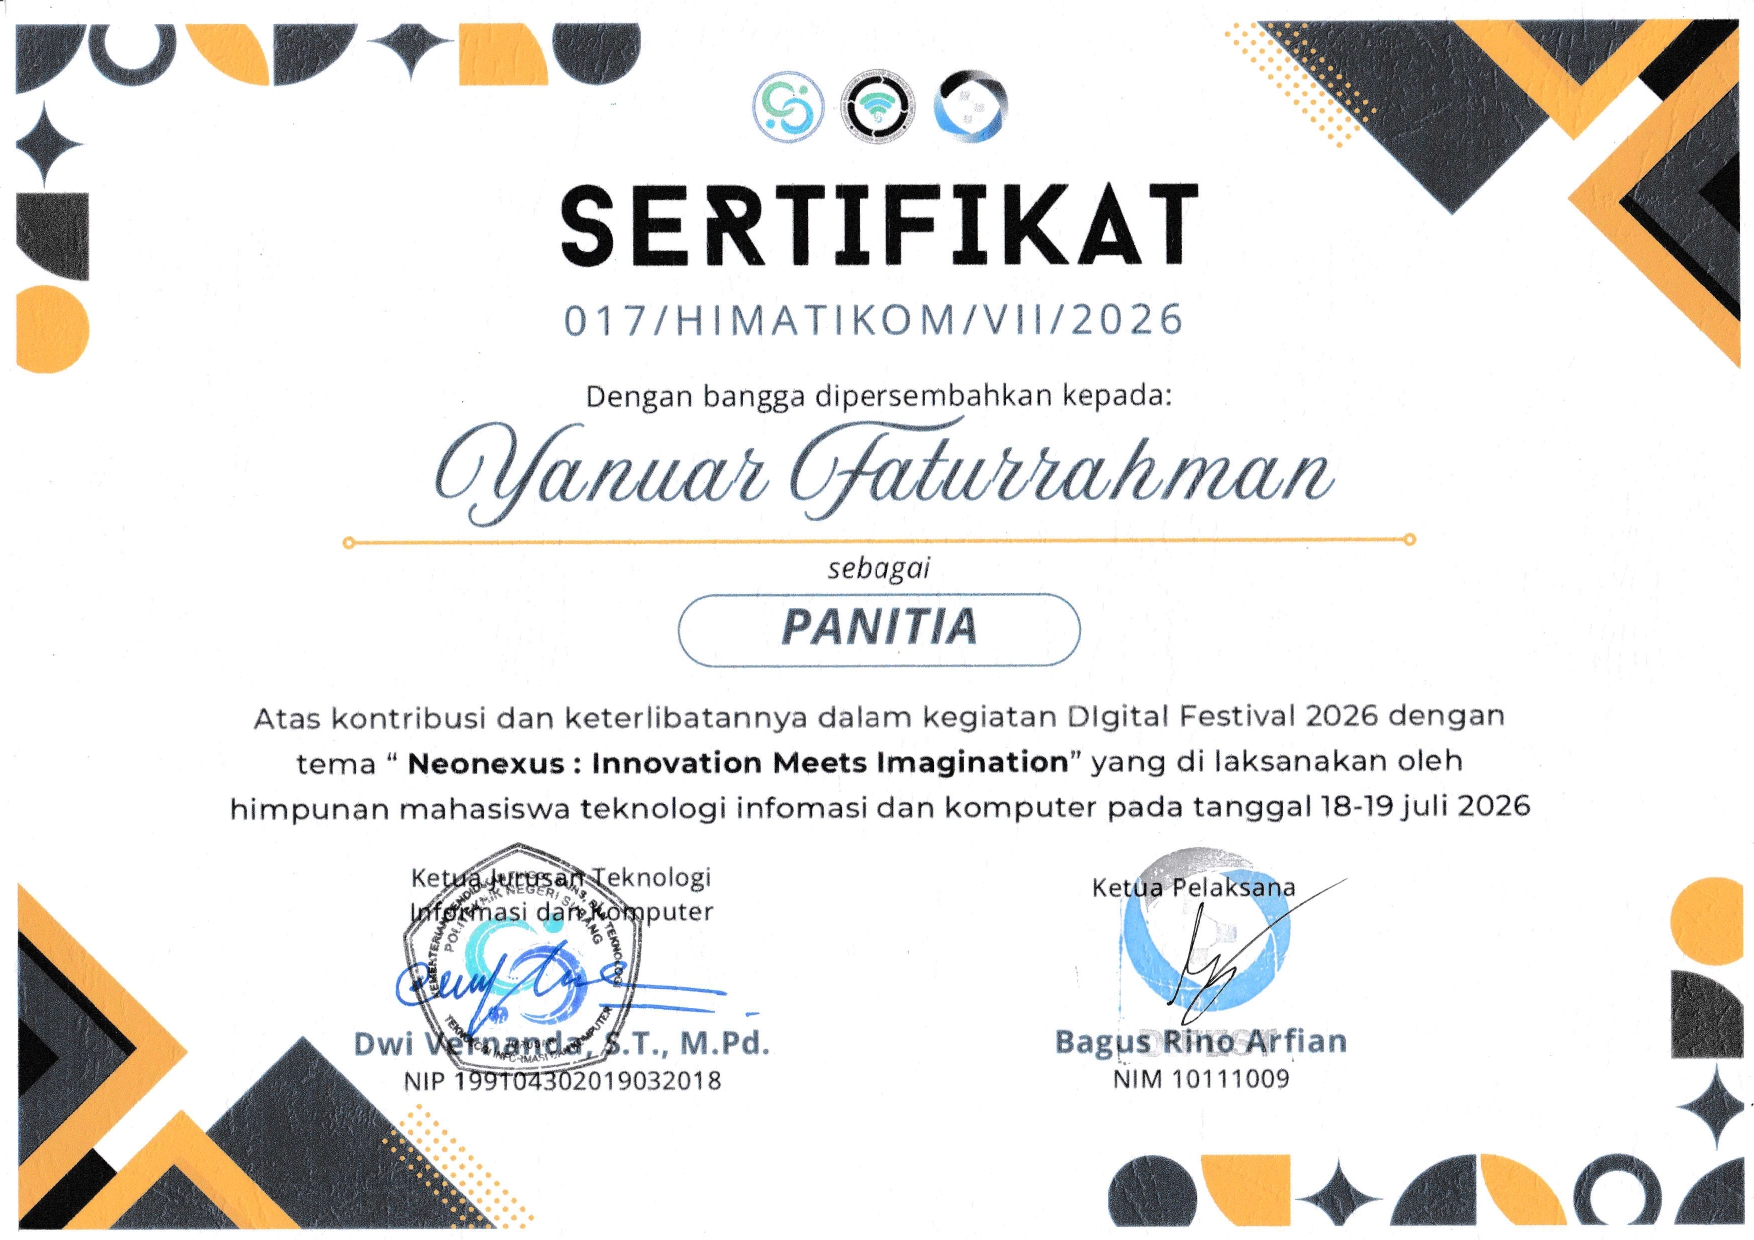 SERTIFIKAT
017/HIMATIKOM/VII/2026
Dengan bangga dipersembahkan kepada:
Yanuar Faturrahman
sebagai
PANITIA
Atas kontribusi dan keterlibatannya dalam kegiatan DIgital Festival 2026 dengan
tema “ Neonexus : Innovation Meets Imagination” yang di laksanakan oleh
himpunan mahasiswa teknologi infomasi dan komputer pada tanggal 18-19 juli 2026
Ketua Jurusan Teknologi
Informasi dan Komputer
POLITEKNIK NEGERI SUBANG
Dwi Vernanda, S.T., M.Pd.
NIP 199104302019032018
Ketua Pelaksana
Bagus Rino Arfian
NIM 10111009